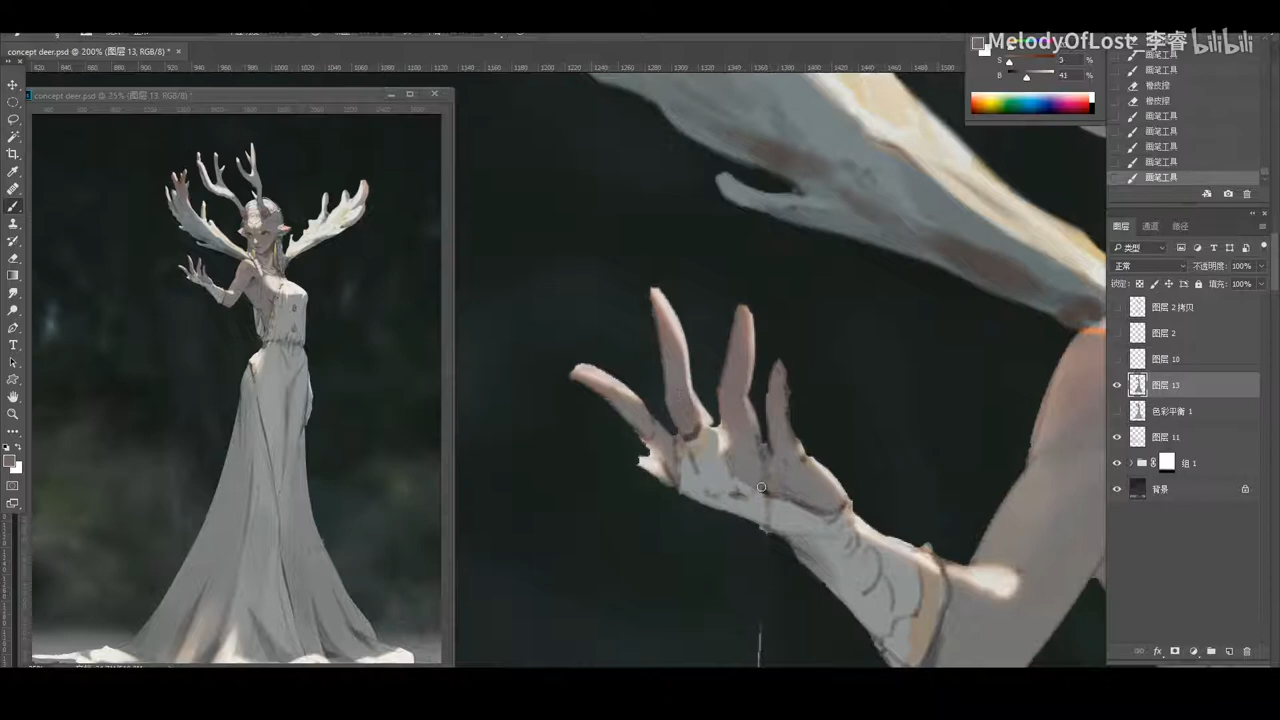 MelodyOfLost 李睿 bilibili
concept deer.psd @ 200% (图层 13, RGB/8) * ×
concept deer.psd @ 25% (图层 13, RGB/8) *
S 3 %
B 41 %
画笔工具
画笔工具
橡皮擦
橡皮擦
画笔工具
画笔工具
画笔工具
画笔工具
画笔工具
图层 通道 路径
类型
正常 不透明度: 100%
锁定: 填充: 100%
图层 2 拷贝
图层 2
图层 10
图层 13
色彩平衡 1
图层 11
组 1
背景
fx